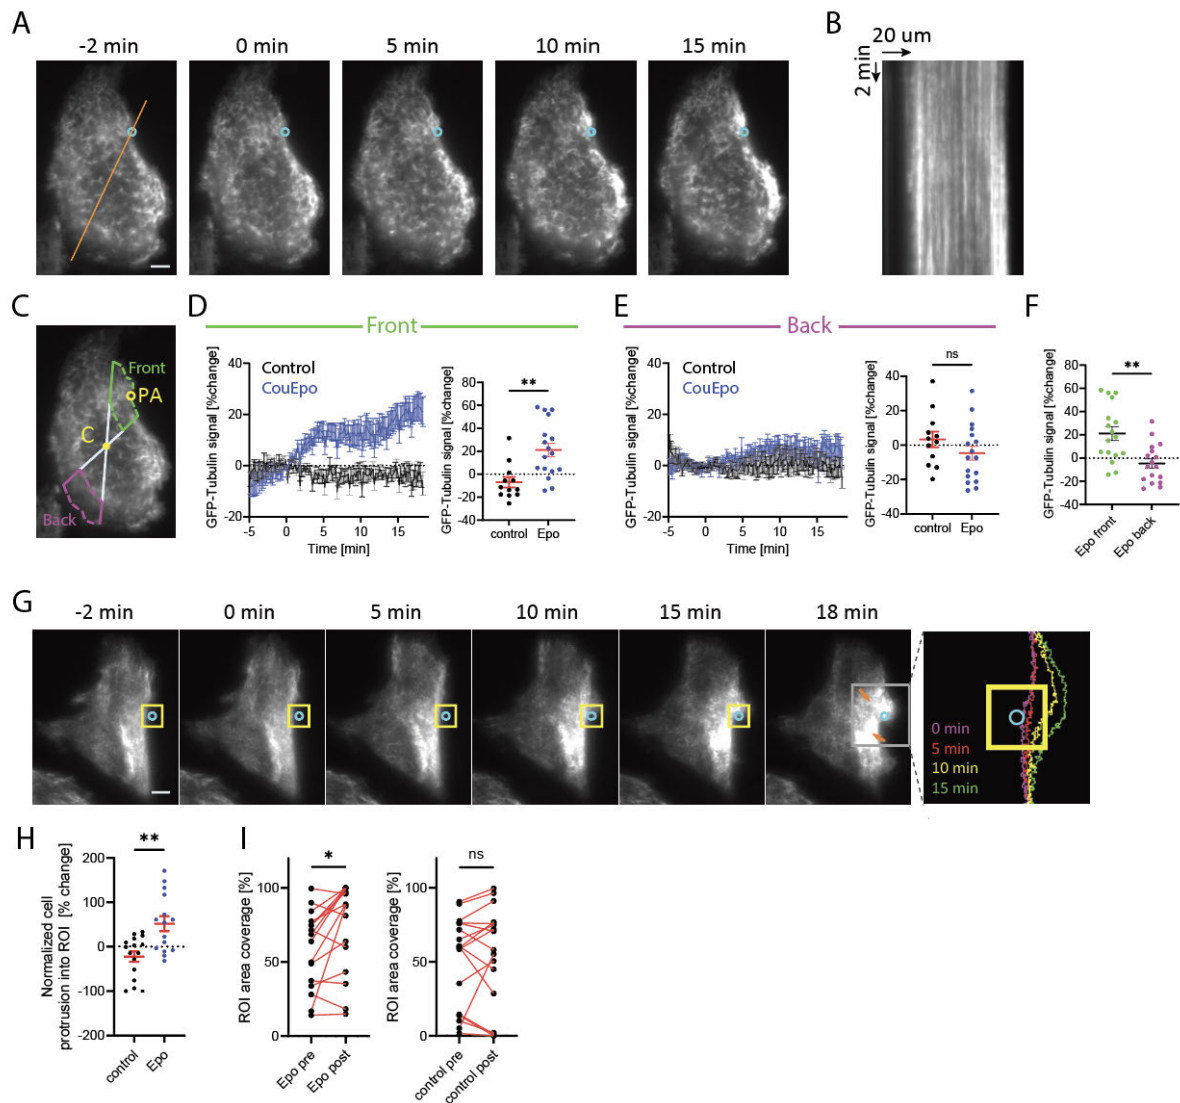 A
-2 min
0 min
5 min
10 min
15 min
B
20 um
2 min
C
Front
PA
C
Back
D
Front
GFP-Tubulin signal [%change]
40
20
0
-20
Control
CouEpo
-5
0
5
10
15
Time [min]
GFP-Tubulin signal [%change]
80
60
40
20
0
-20
-40
**
control
Epo
E
Back
GFP-Tubulin signal [%change]
40
20
0
-20
Control
CouEpo
-5
0
5
10
15
Time [min]
GFP-Tubulin signal [%change]
40
20
0
-20
-40
ns
control
Epo
F
GFP-Tubulin signal [%change]
80
60
40
20
0
-20
-40
**
Epo front
Epo back
G
-2 min
0 min
5 min
10 min
15 min
18 min
0 min
5 min
10 min
15 min
H
Normalized cell
protrusion into ROI [% change]
200
100
0
-100
-200
**
control
Epo
I
ROI area coverage [%]
100
50
0
*
Epo pre
Epo post
ROI area coverage [%]
100
50
0
ns
control pre
control post